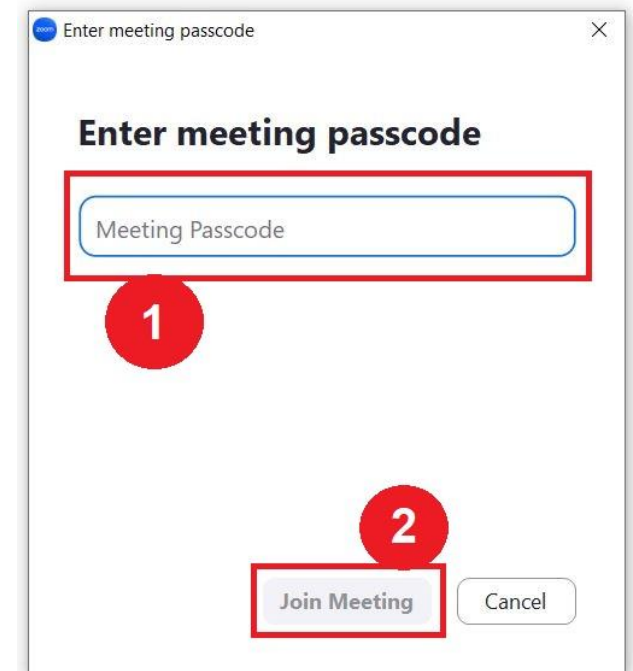 zoom Enter meeting passcode
Enter meeting passcode
Meeting Passcode
1
2
Join Meeting Cancel